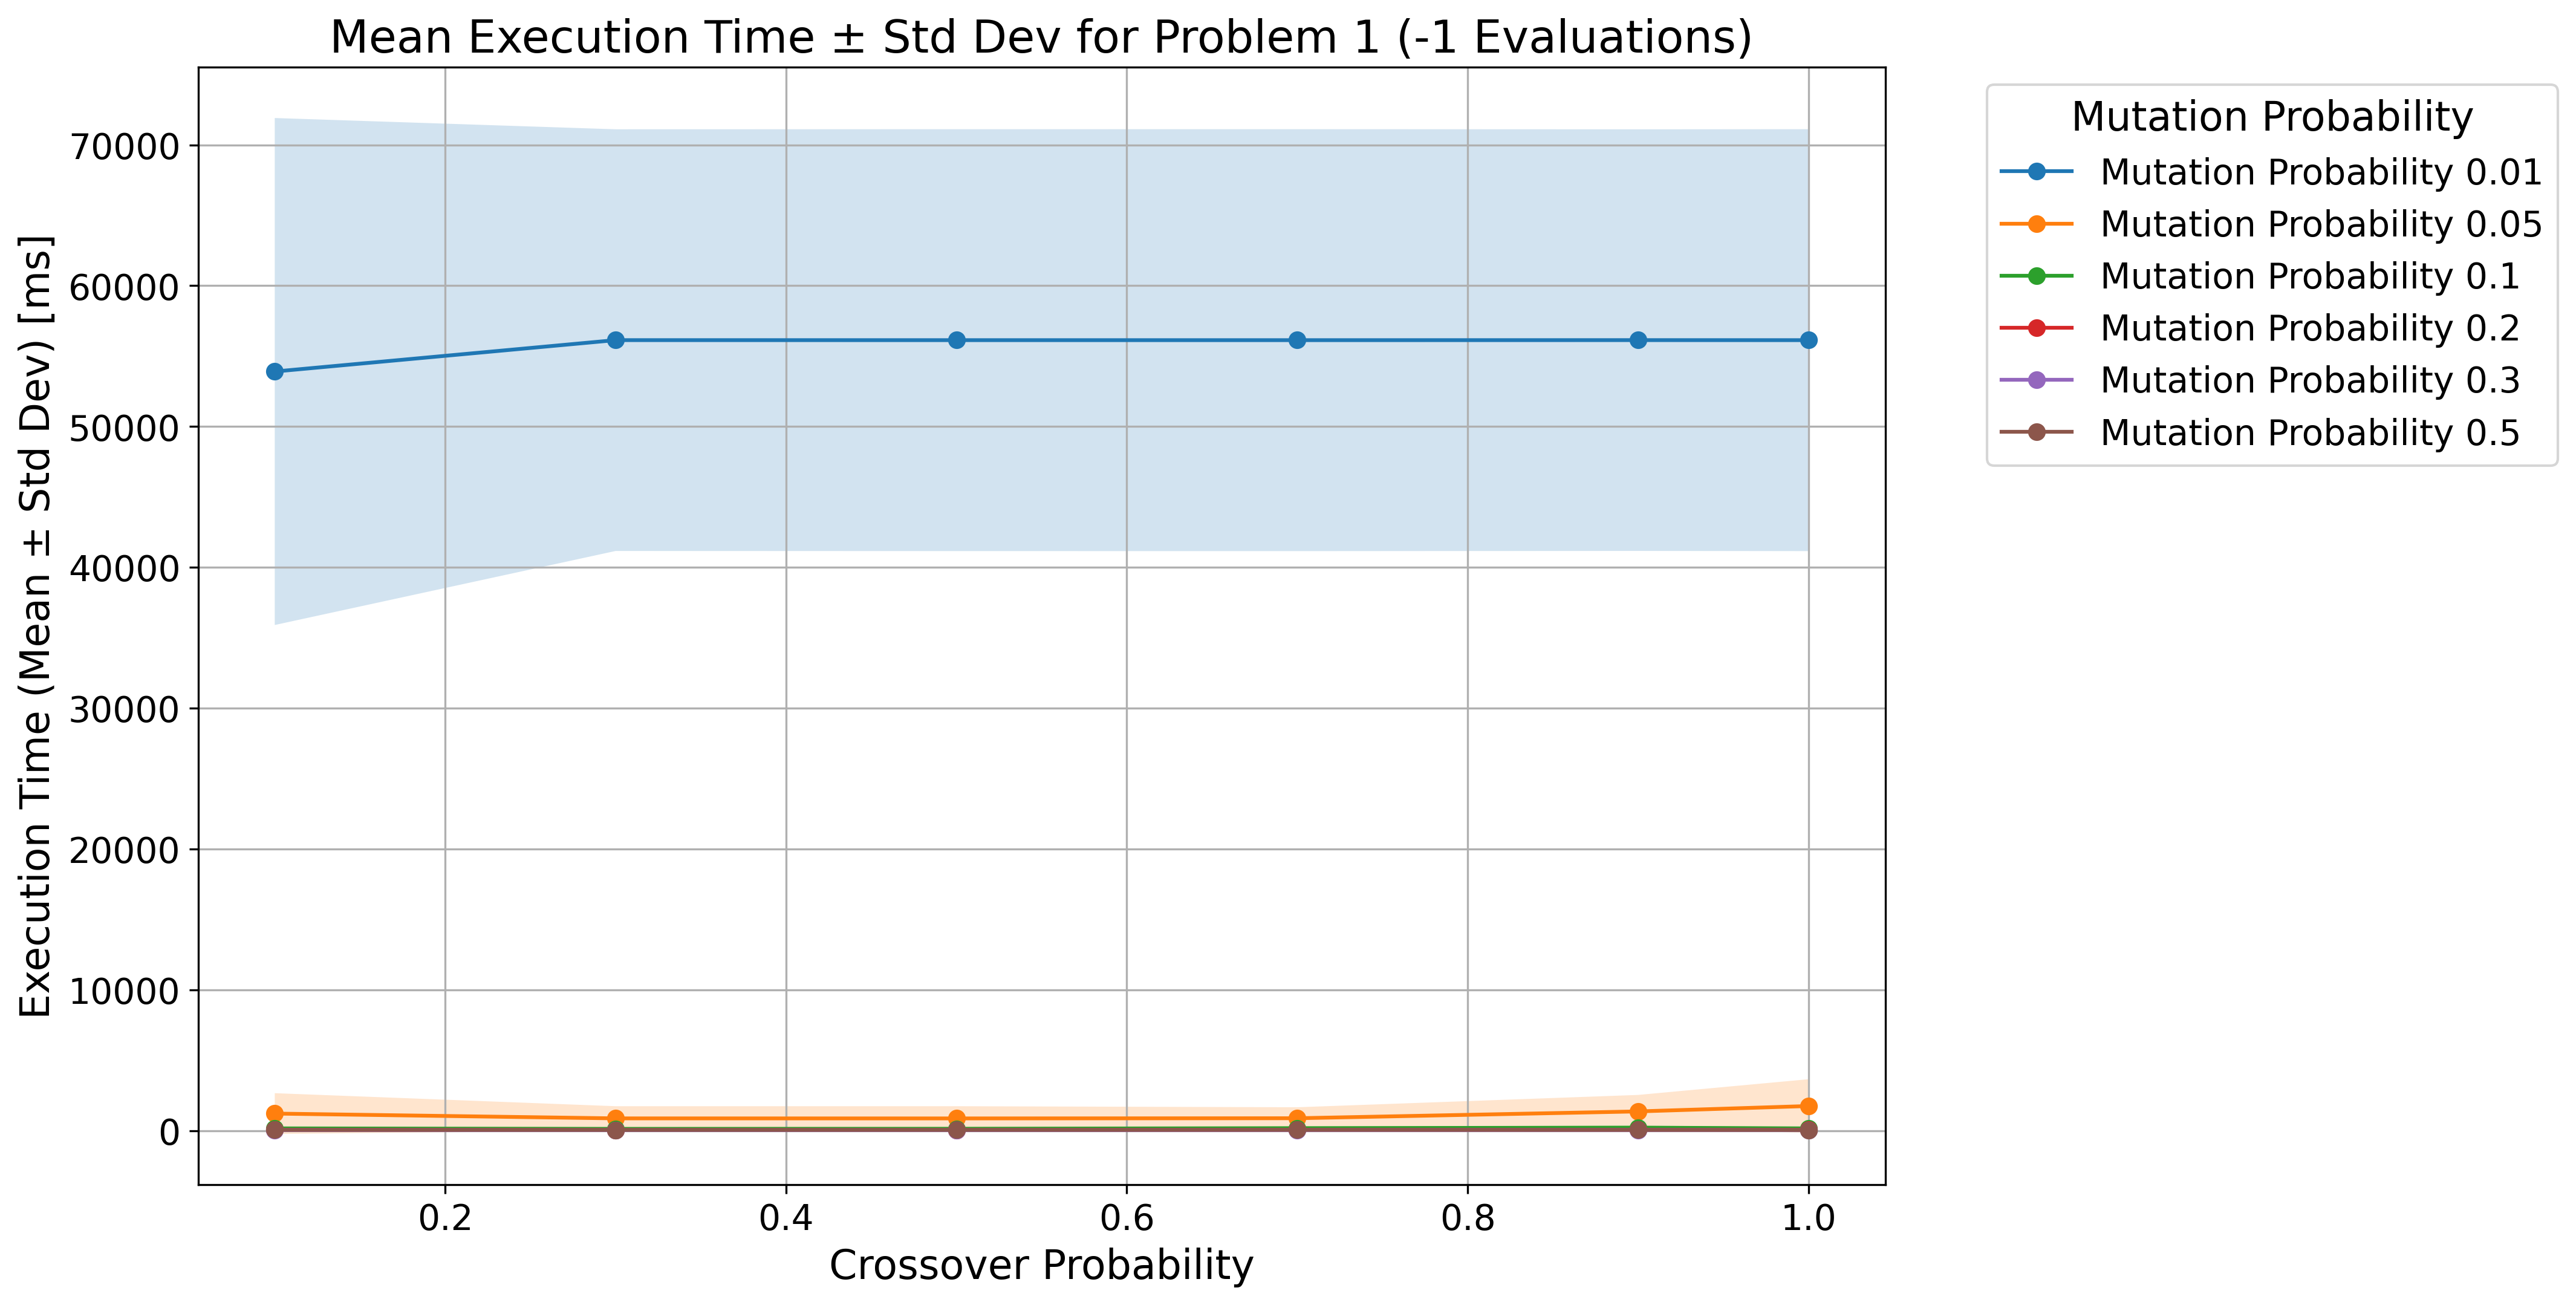 Mean Execution Time ± Std Dev for Problem 1 (-1 Evaluations)
Execution Time (Mean ± Std Dev) [ms]
70000
60000
50000
40000
30000
20000
10000
0
0.2 0.4 0.6 0.8 1.0
Crossover Probability
Mutation Probability
Mutation Probability 0.01
Mutation Probability 0.05
Mutation Probability 0.1
Mutation Probability 0.2
Mutation Probability 0.3
Mutation Probability 0.5